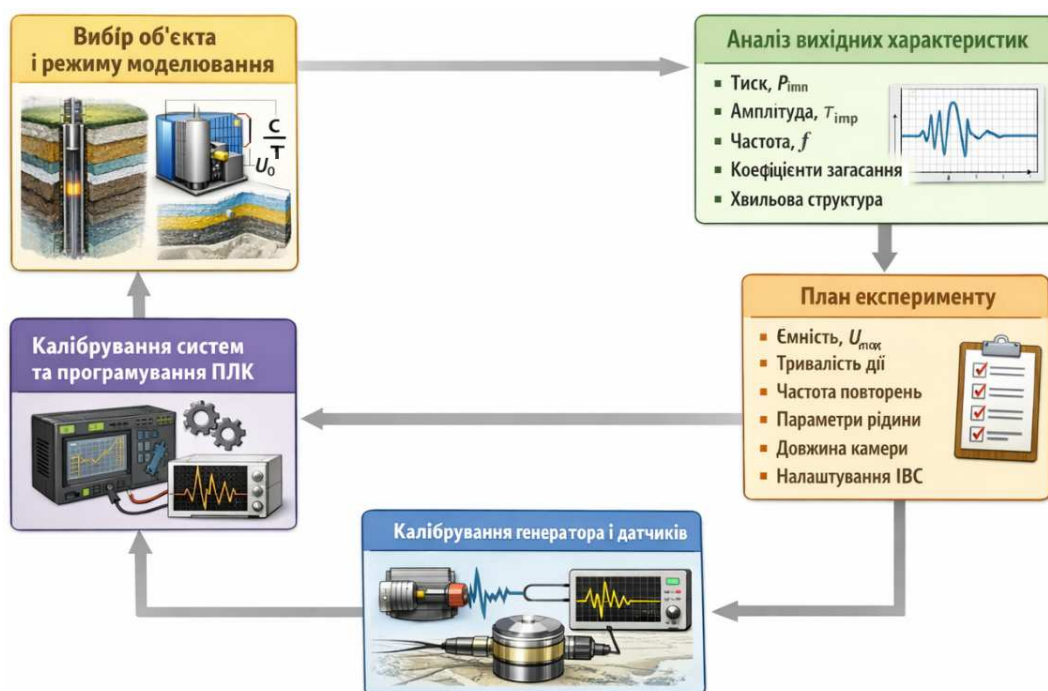 Вибір об'єкта
і режиму моделювання
C
T
U₀
Аналіз вихідних характеристик
▪ Тиск, Pімп
▪ Амплітуда, τimp
▪ Частота, f
▪ Коефіцієнти загасання
▪ Хвильова структура
План експерименту
▪ Ємність, Umax
▪ Тривалість дії
▪ Частота повторень
▪ Параметри рідини
▪ Довжина камери
▪ Налаштування ІВС
Калібрування систем
та програмування ПЛК
Калібрування генератора і датчиків